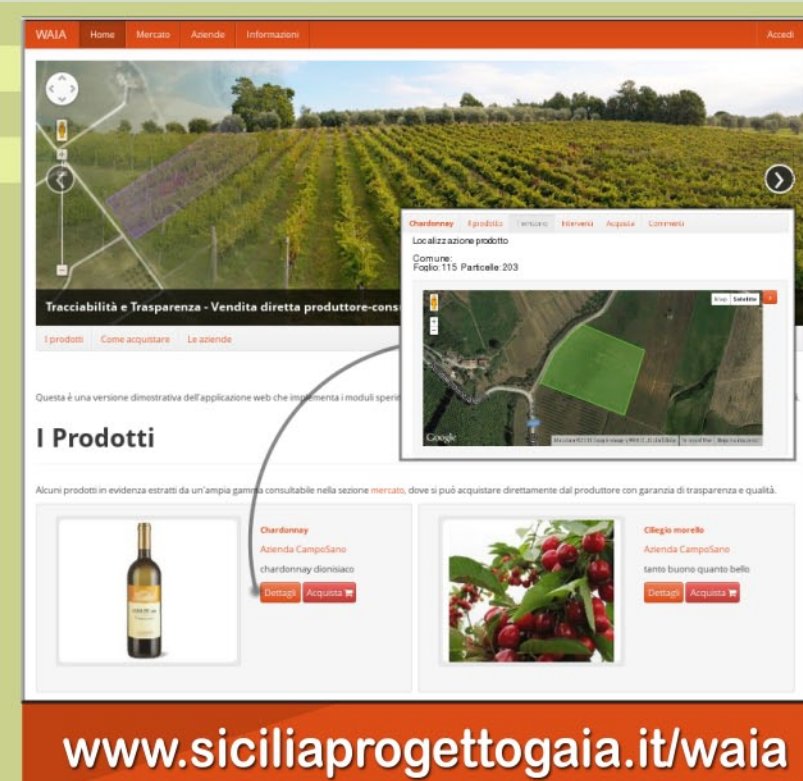 WAIA Home Mercato Aziende Informazioni Accedi
Tracciabilità e Trasparenza - Vendita diretta produttore-cons
I prodotti Come acquistare Le aziende
Chardonnay Il prodotto Territorio Interventi Acquista Commenti
Localizzazione prodotto
Comune:
Foglio:115 Particelle:203
Map Satellite
Google
Questa è una versione dimostrativa dell'applicazione web che implementa i moduli speri
I Prodotti
Alcuni prodotti in evidenza estratti da un'ampia gamma consultabile nella sezione mercato, dove si può acquistare direttamente dal produttore con garanzia di trasparenza e qualità.
Chardonnay
Azienda CampoSano
chardonnay dionisiaco
Dettagli Acquista
Ciliegio morello
Azienda CampoSano
tanto buono quanto bello
Dettagli Acquista
www.siciliaprogettogaia.it/waia